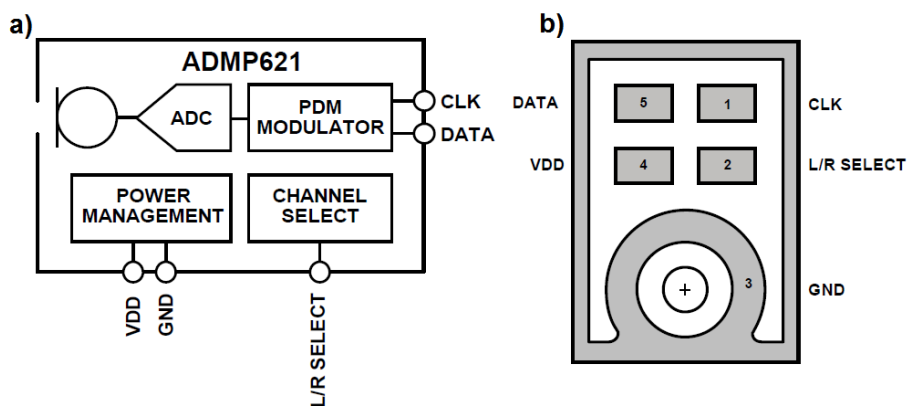 a)
ADMP621
ADC
PDM
MODULATOR
CLK
DATA
POWER
MANAGEMENT
CHANNEL
SELECT
VDD
GND
L/R SELECT
b)
DATA
5
1
CLK
VDD
4
2
L/R SELECT
3
GND